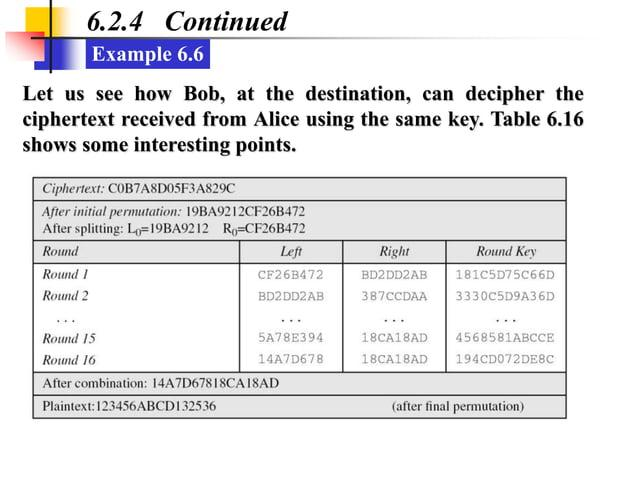 6.2.4 Continued
Example 6.6
Let us see how Bob, at the destination, can decipher the
ciphertext received from Alice using the same key. Table 6.16
shows some interesting points.
Ciphertext: C0B7A8D05F3A829C
After initial permutation: 19BA9212CF26B472
After splitting: L0=19BA9212 R0=CF26B472
Round Left Right Round Key
Round 1 CF26B472 BD2DD2AB 181C5D75C66D
Round 2 BD2DD2AB 387CCDAA 3330C5D9A36D
... ... ... ...
Round 15 5A78E394 18CA18AD 4568581ABCCE
Round 16 14A7D678 18CA18AD 194CD072DE8C
After combination: 14A7D67818CA18AD
Plaintext:123456ABCD132536 (after final permutation)